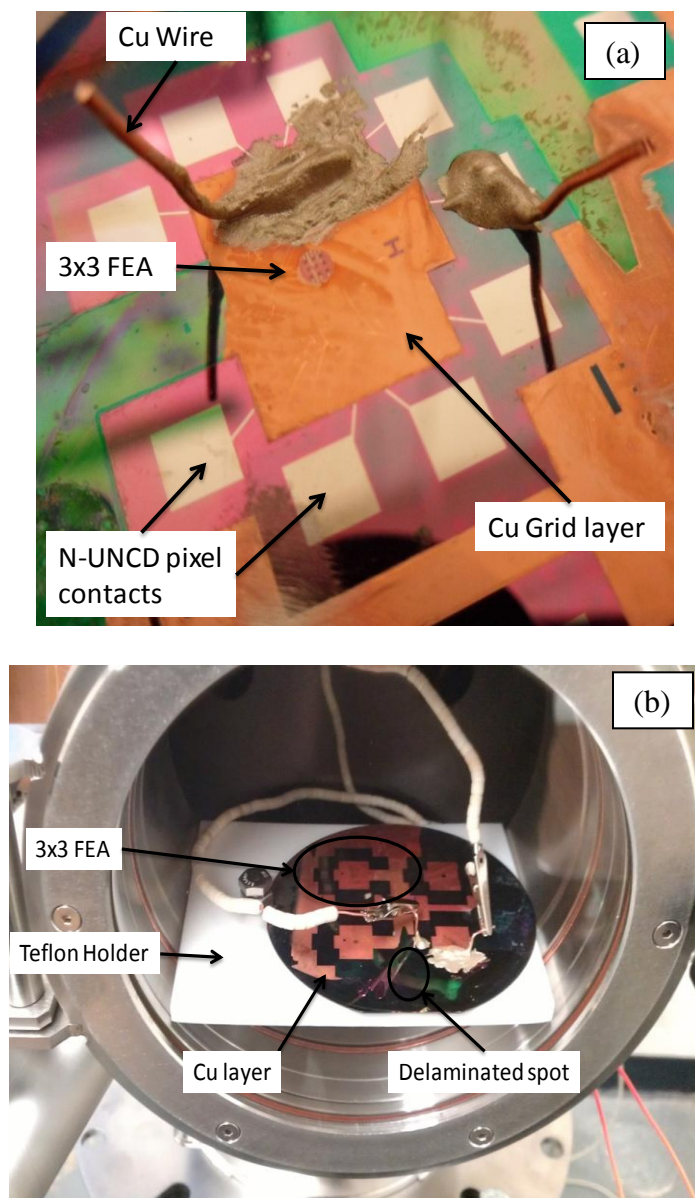 Cu Wire
(a)
3x3 FEA
Cu Grid layer
N-UNCD pixel
contacts
(b)
3x3 FEA
Teflon Holder
Cu layer
Delaminated spot